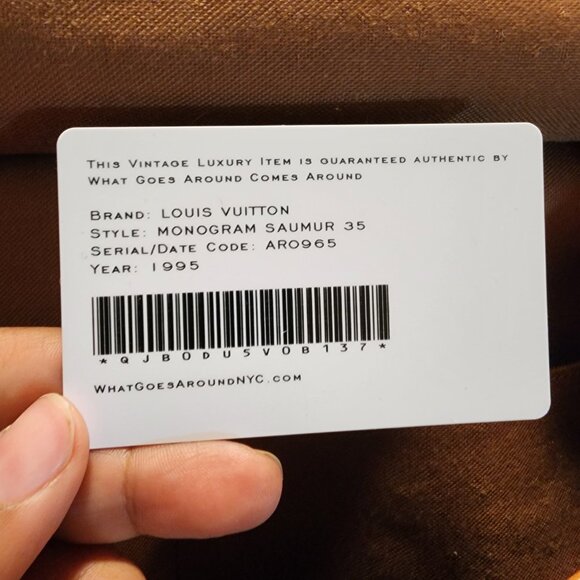 This Vintage Luxury Item is guaranteed authentic by
What Goes Around Comes Around
Brand: LOUIS VUITTON
Style: MONOGRAM SAUMUR 35
Serial/Date Code: AR0965
Year: 1995
*QJB0DU5V0B137*
WhatGoesAroundNYC.com